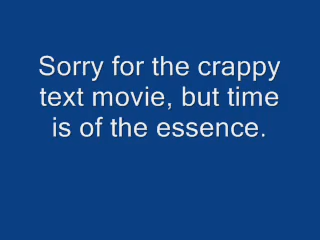 Sorry for the crappy
text movie, but time
is of the essence.